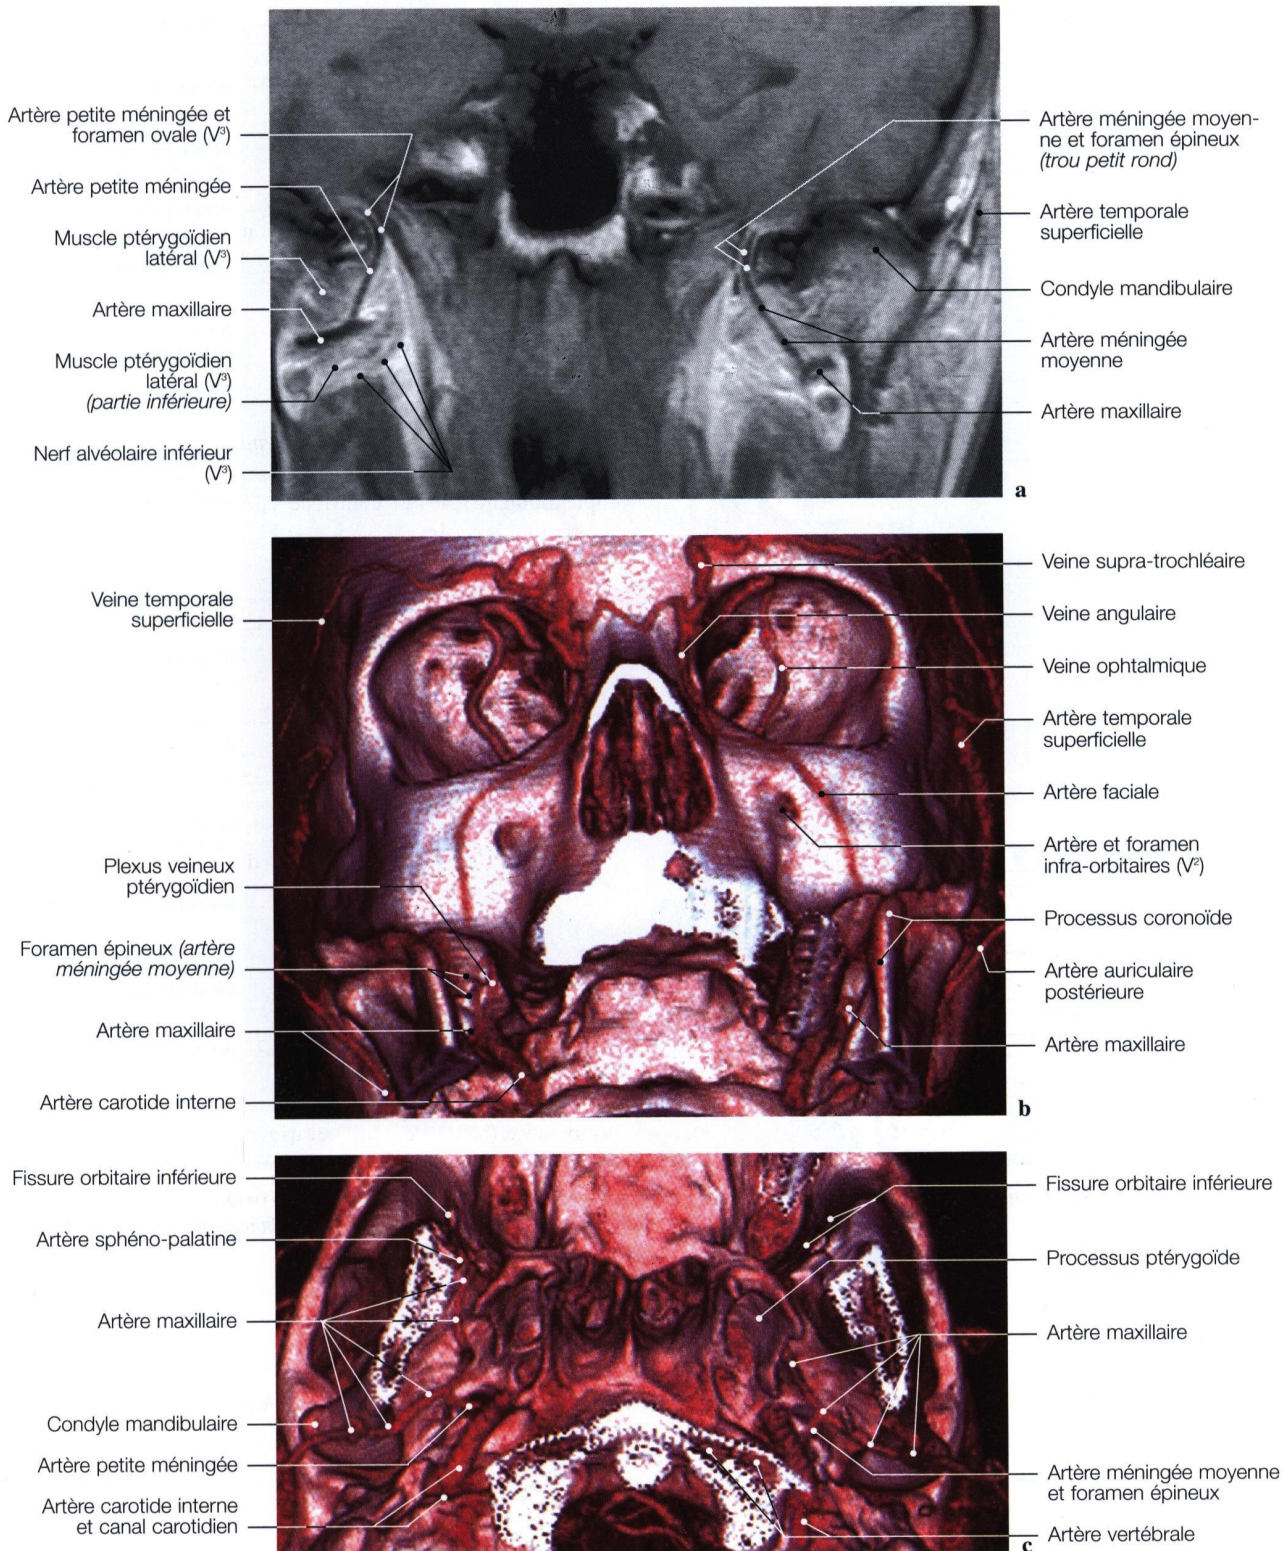 Artère petite méningée et
foramen ovale (V³)
Artère petite méningée
Muscle ptérygoïdien
latéral (V³)
Artère maxillaire
Muscle ptérygoïdien
latéral (V³)
(partie inférieure)
Nerf alvéolaire inférieur
(V³)
Artère méningée moyen-
ne et foramen épineux
(trou petit rond)
Artère temporale
superficielle
Condyle mandibulaire
Artère méningée
moyenne
Artère maxillaire
a
Veine temporale
superficielle
Plexus veineux
ptérygoïdien
Foramen épineux (artère
méningée moyenne)
Artère maxillaire
Artère carotide interne
Veine supra-trochléaire
Veine angulaire
Veine ophtalmique
Artère temporale
superficielle
Artère faciale
Artère et foramen
infra-orbitaires (V²)
Processus coronoïde
Artère auriculaire
postérieure
Artère maxillaire
b
Fissure orbitaire inférieure
Artère sphéno-palatine
Artère maxillaire
Condyle mandibulaire
Artère petite méningée
Artère carotide interne
et canal carotidien
Fissure orbitaire inférieure
Processus ptérygoïde
Artère maxillaire
Artère méningée moyenne
et foramen épineux
Artère vertébrale
c